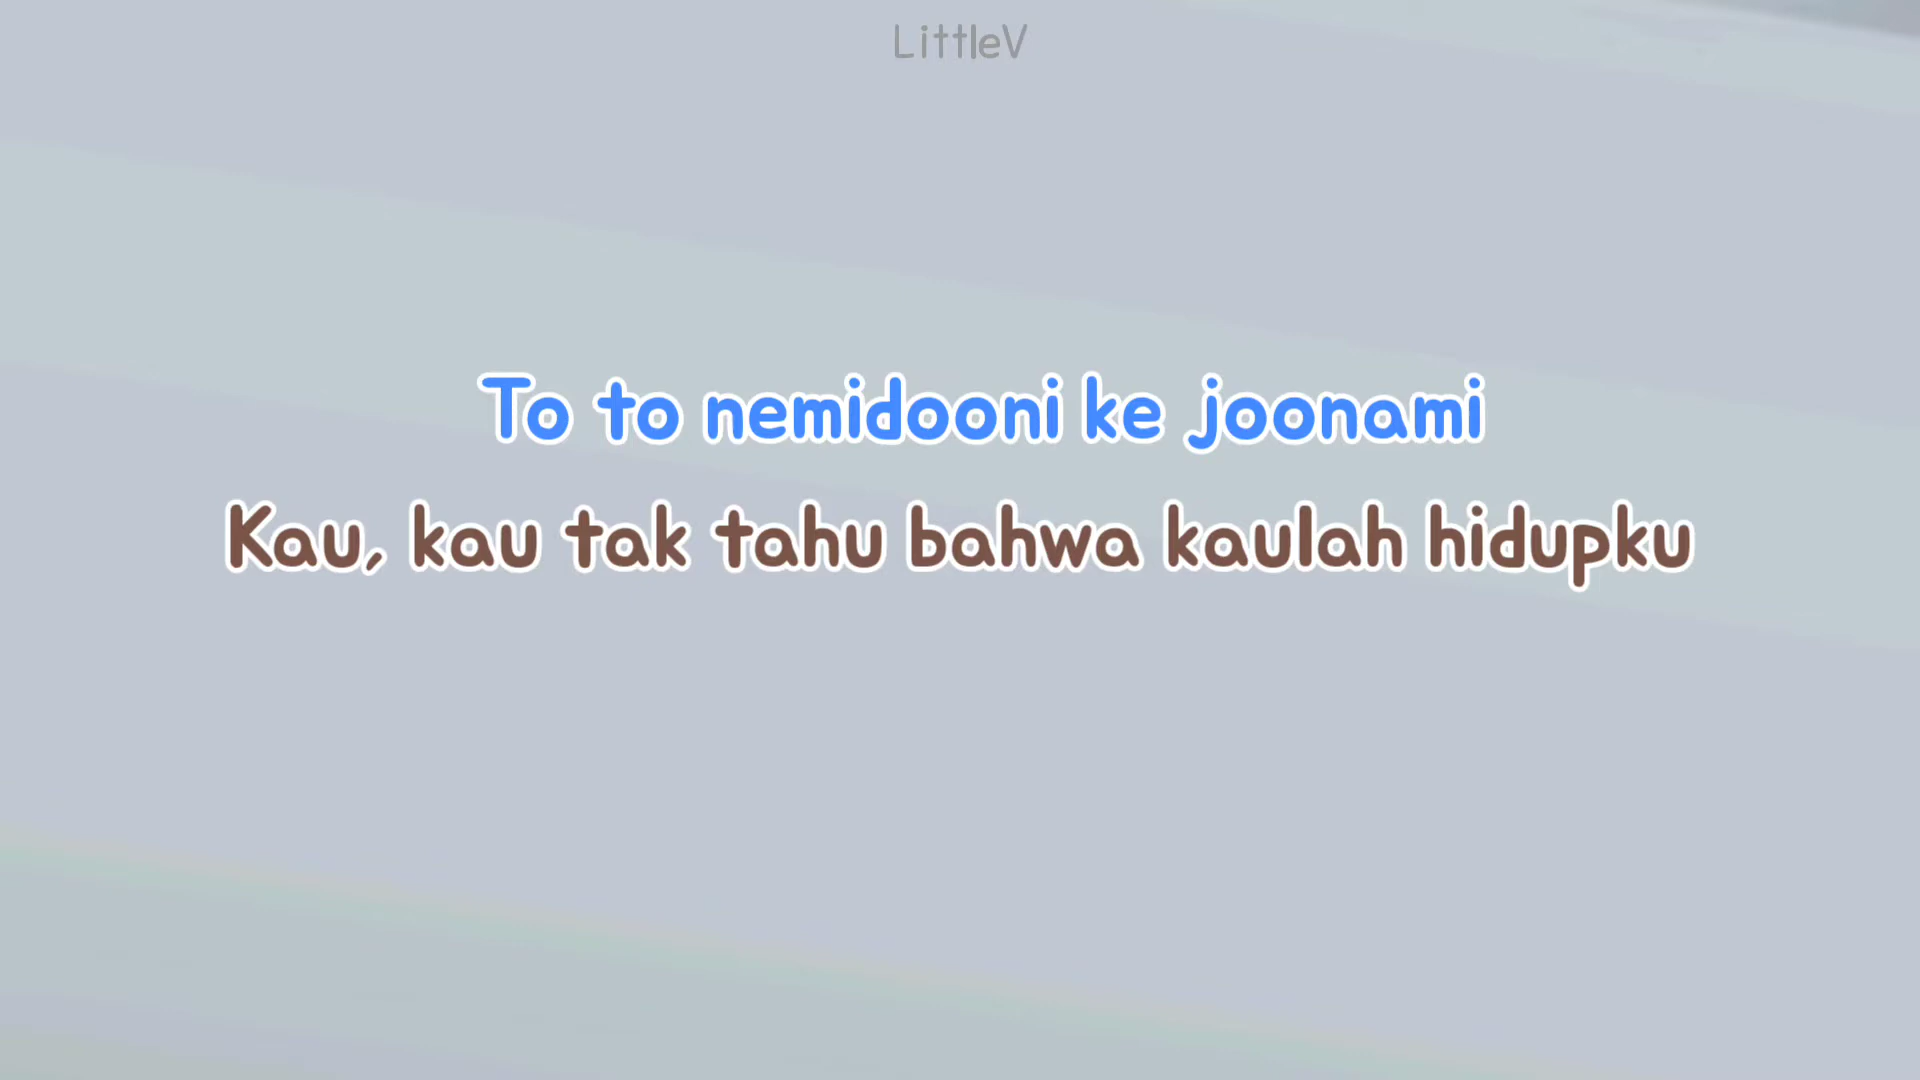 LittleV
To to nemidooni ke joonami
Kau, kau tak tahu bahwa kaulah hidupku